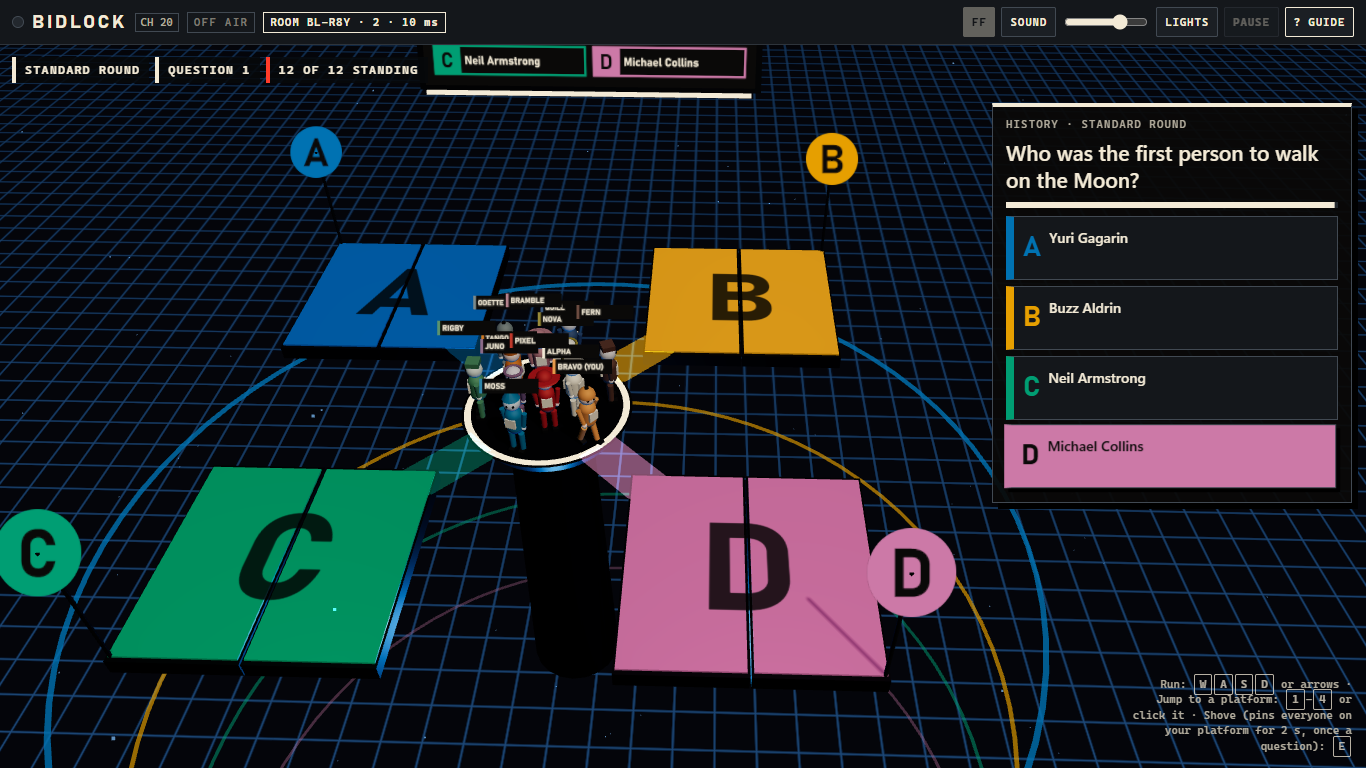 BIDLOCK CH 20 OFF AIR ROOM BL-R8Y · 2 · 10 ms FF SOUND LIGHTS PAUSE ? GUIDE
STANDARD ROUND QUESTION 1 12 OF 12 STANDING
C Neil Armstrong D Michael Collins
HISTORY · STANDARD ROUND
Who was the first person to walk
on the Moon?
A Yuri Gagarin
B Buzz Aldrin
C Neil Armstrong
D Michael Collins
A
B
A
B
ODETTE BRAMBLE
FERN
NOVA
RIGBY
PIXEL
JUNO
ALPHA
BRAVO (YOU)
MOSS
C
D
C
D
Run: W A S D or arrows ·
Jump to a platform: 1 – 4 or
click it · Shove (pins everyone on
your platform for 2 s, once a
question): E